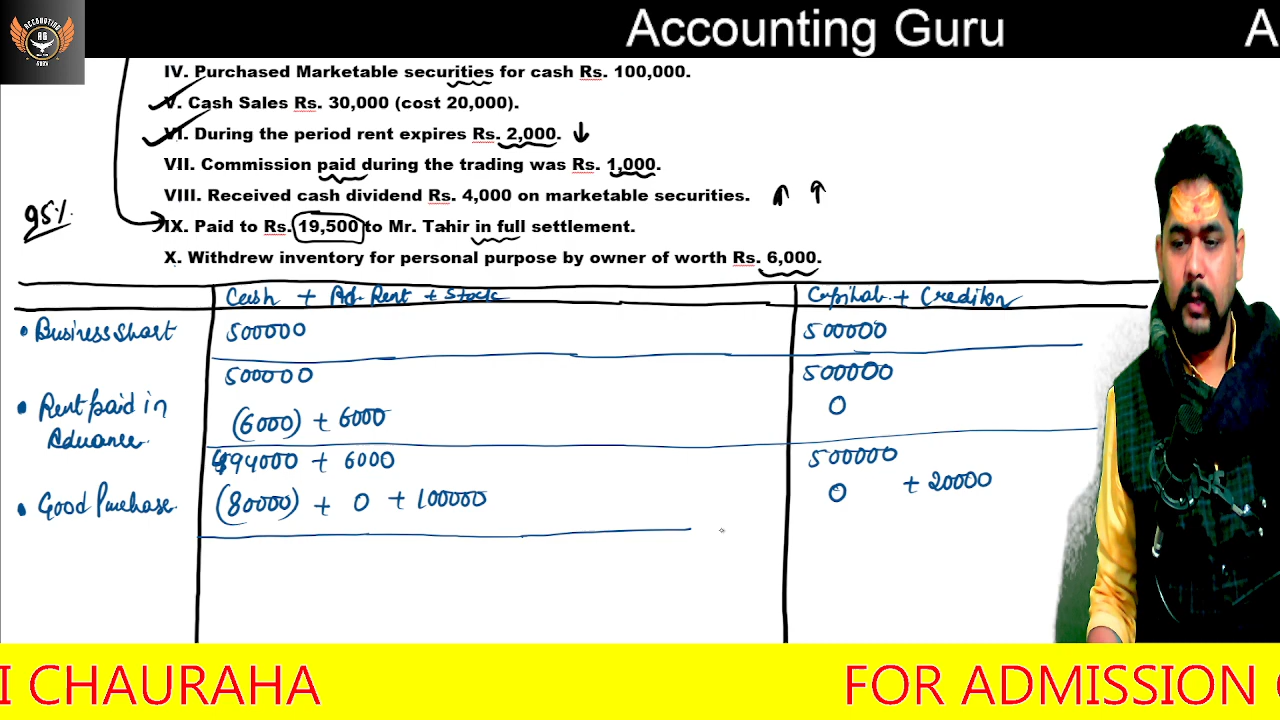 Accounting Guru
A
ACCOUNTING
AG
GURU
IV. Purchased Marketable securities for cash Rs. 100,000.
V. Cash Sales Rs. 30,000 (cost 20,000).
VI. During the period rent expires Rs. 2,000.
VII. Commission paid during the trading was Rs. 1,000.
VIII. Received cash dividend Rs. 4,000 on marketable securities.
95%
IX. Paid to Rs. 19,500 to Mr. Tahir in full settlement.
X. Withdrew inventory for personal purpose by owner of worth Rs. 6,000.
Cash + Ad. Rent + Stock
Capital + Creditor
• Business Start
500000
500000
500000
500000
• Rent paid in Advance
(6000) + 6000
0
494000 + 6000
500000
• Good Purchase
(80000) + 0 + 100000
0 + 20000
I CHAURAHA
FOR ADMISSION